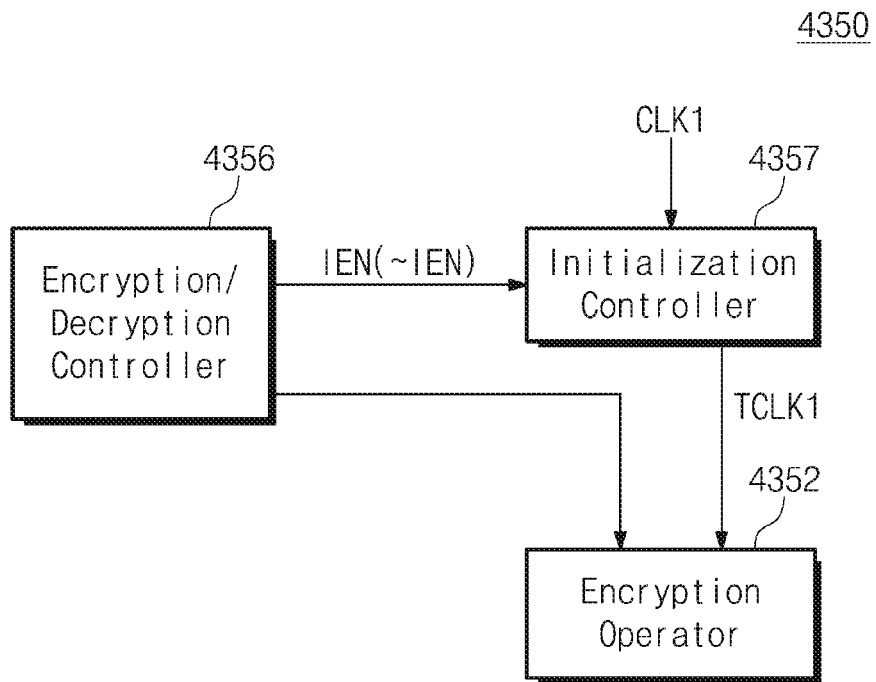 4350
CLK1
4356
4357
Encryption/
Decryption
Controller
IEN(~IEN)
Initialization
Controller
TCLK1
4352
Encryption
Operator